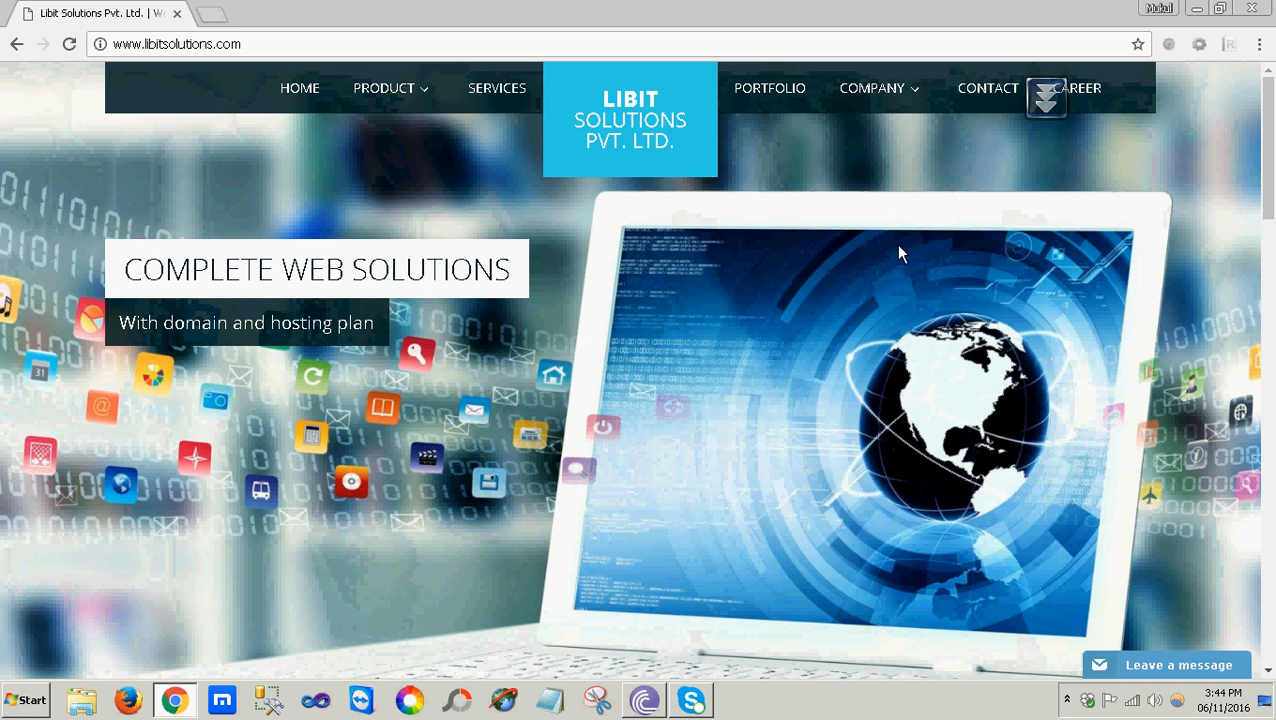 Libit Solutions Pvt. Ltd. | W
Mukul
www.libitsolutions.com
HOME PRODUCT SERVICES
LIBIT
SOLUTIONS
PVT. LTD.
PORTFOLIO COMPANY CONTACT CAREER
COMPLETE WEB SOLUTIONS
With domain and hosting plan
31
@
Leave a message
Start
3:44 PM
06/11/2016